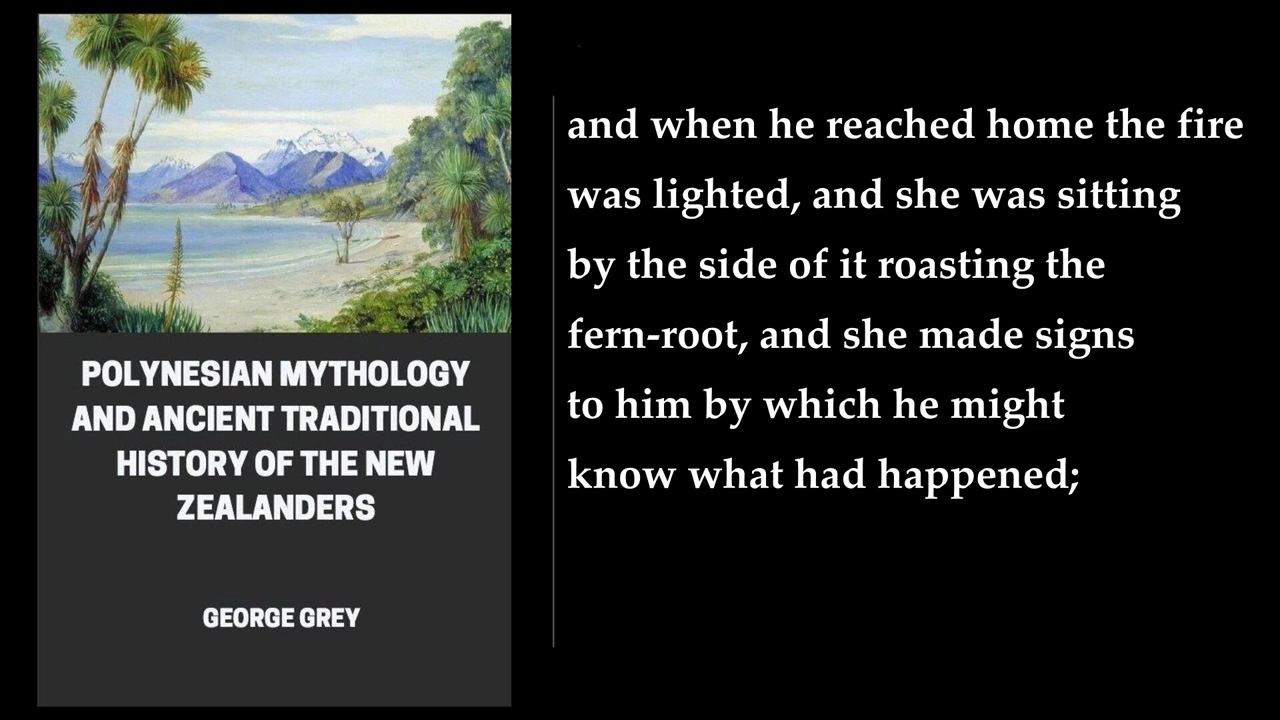 POLYNESIAN MYTHOLOGY
AND ANCIENT TRADITIONAL
HISTORY OF THE NEW
ZEALANDERS
GEORGE GREY
and when he reached home the fire
was lighted, and she was sitting
by the side of it roasting the
fern-root, and she made signs
to him by which he might
know what had happened;